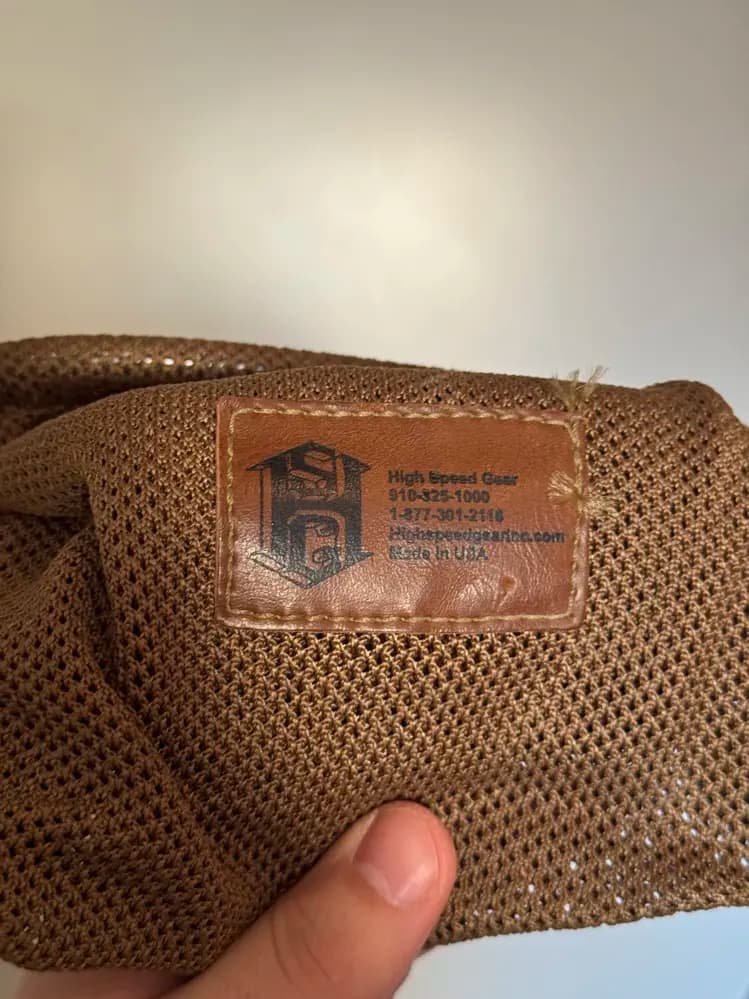 High Speed Gear
910-325-1000
1-877-301-2116
Highspeedgearinc.com
Made In USA